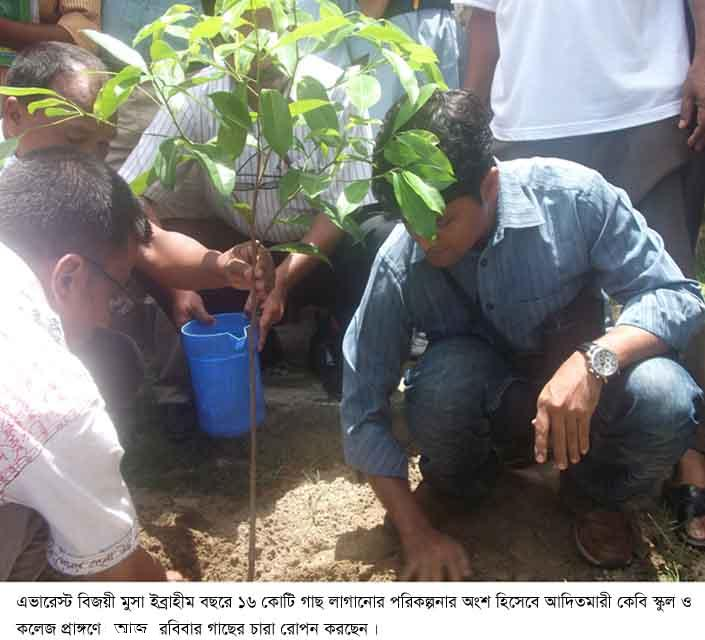 এভারেস্ট বিজয়ী মুসা ইব্রাহীম বছরে ১৬ কোটি গাছ লাগানোর পরিকল্পনার অংশ হিসেবে আদিতমারী কেবি স্কুল ও
কলেজ প্রাঙ্গণে আজ রবিবার গাছের চারা রোপন করছেন।